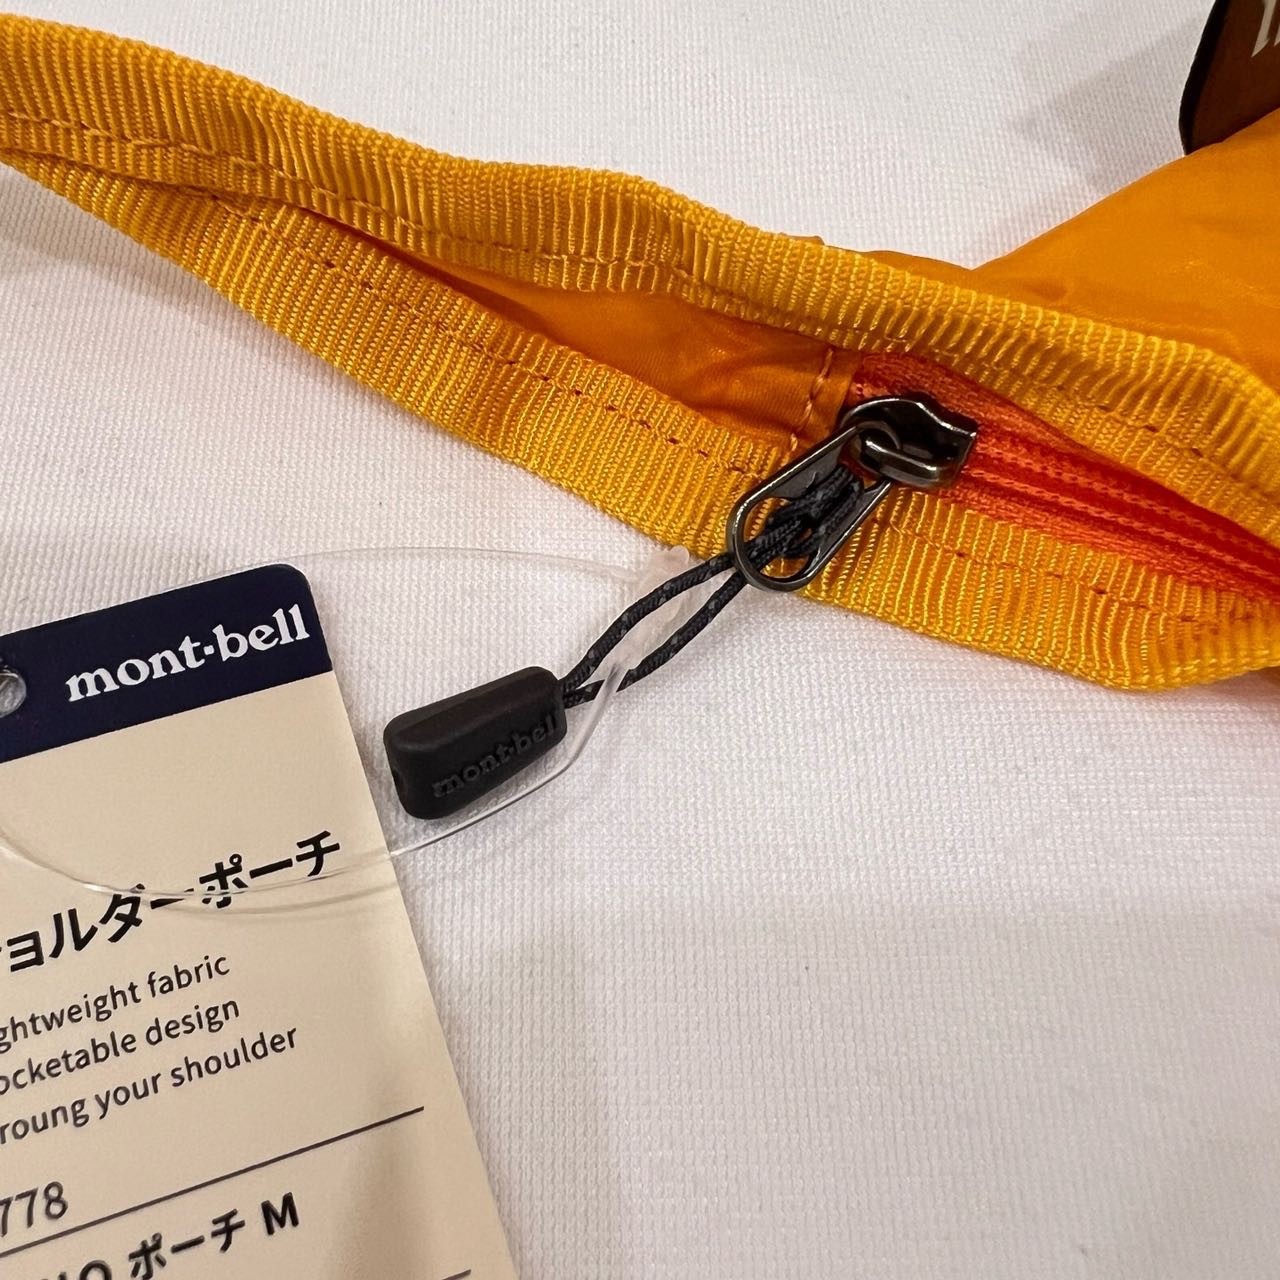 mont·bell
mont·bell
ョルダーポーチ
ghtweight fabric
ocketable design
roung your shoulder
778
NO ポーチ M